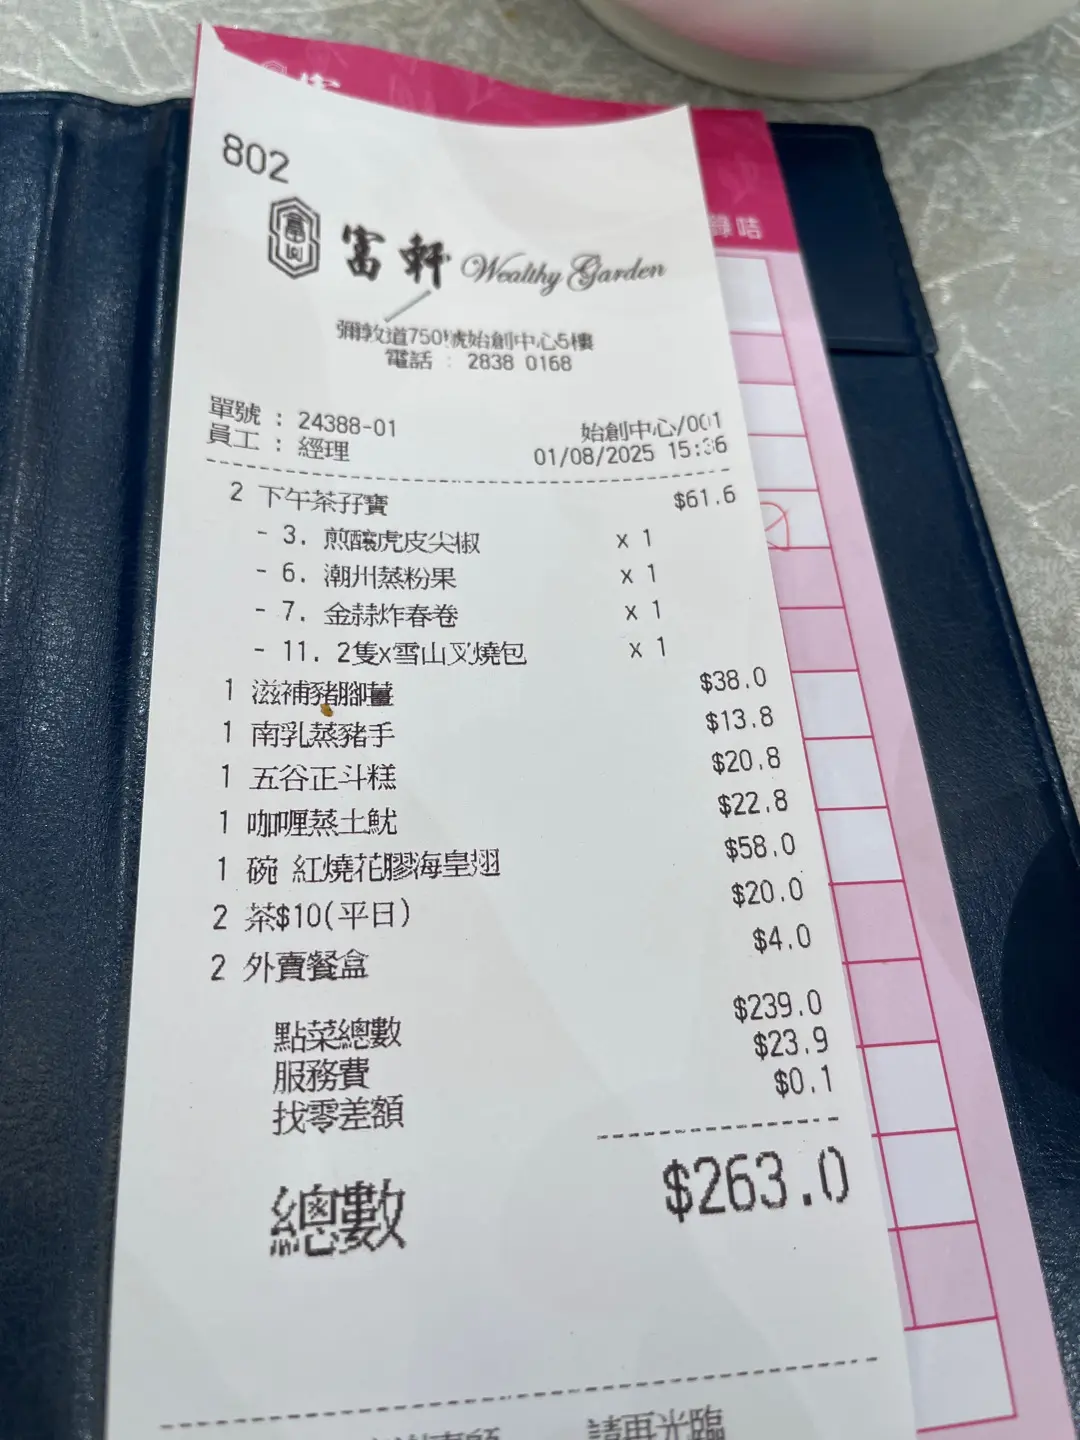 802
富軒 Wealthy Garden
彌敦道750號始創中心5樓
電話 : 2838 0168
單號 : 24388-01 始創中心/001
員工 : 經理 01/08/2025 15:36
2 下午茶孖寶 $61.6
- 3. 煎釀虎皮尖椒 x 1
- 6. 潮州蒸粉果 x 1
- 7. 金蒜炸春卷 x 1
- 11. 2隻x雪山叉燒包 x 1
1 滋補豬腳薑 $38.0
1 南乳蒸豬手 $13.8
1 五谷正斗糕 $20.8
1 咖喱蒸土魷 $22.8
1 碗 紅燒花膠海皇翅 $58.0
2 茶$10(平日) $20.0
2 外賣餐盒 $4.0
點菜總數 $239.0
服務費 $23.9
找零差額 $0.1
總數 $263.0
請再光臨